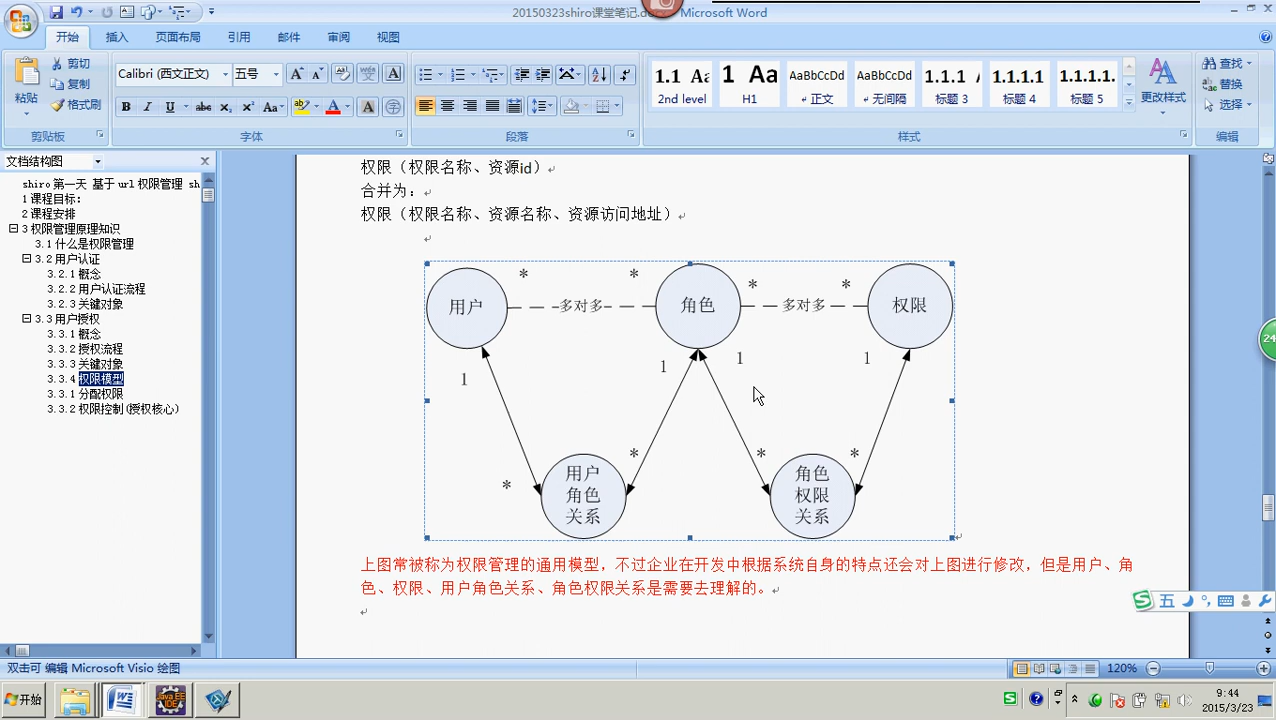 20150323shiro课堂笔记.docx - Microsoft Word
开始 插入 页面布局 引用 邮件 审阅 视图
剪切
复制
格式刷
粘贴
剪贴板
Calibri (西文正文) 五号
字体
段落
1.1 Aa 1 Aa AaBbCcDd AaBbCcDd 1.1.1 1.1.1.1 1.1.1.1.
2nd level H1 正文 无间隔 标题 3 标题 4 标题 5
更改样式
样式
查找
替换
选择
编辑
文档结构图
shiro 第一天 基于 url 权限管理 sh
1 课程目标:
2 课程安排
3 权限管理原理知识
3.1 什么是权限管理
3.2 用户认证
3.2.1 概念
3.2.2 用户认证流程
3.2.3 关键对象
3.3 用户授权
3.3.1 概念
3.3.2 授权流程
3.3.3 关键对象
3.3.4 权限模型
3.3.1 分配权限
3.3.2 权限控制(授权核心)
权限（权限名称、资源id）
合并为：
权限（权限名称、资源名称、资源访问地址）
* * * *
用户 多对多 角色 多对多 权限
1 1 1 1
* * * *
用户
角色
关系
角色
权限
关系
上图常被称为权限管理的通用模型，不过企业在开发中根据系统自身的特点还会对上图进行修改，但是用户、角
色、权限、用户角色关系、角色权限关系是需要去理解的。
五
24
双击可 编辑 Microsoft Visio 绘图
120%
开始
Java EE
IDE
9:44
2015/3/23